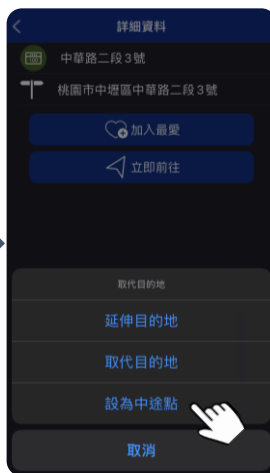 詳細資料
中華路二段3號
桃園市中壢區中華路二段3號
加入最愛
立即前往
取代目的地
延伸目的地
取代目的地
設為中途點
取消